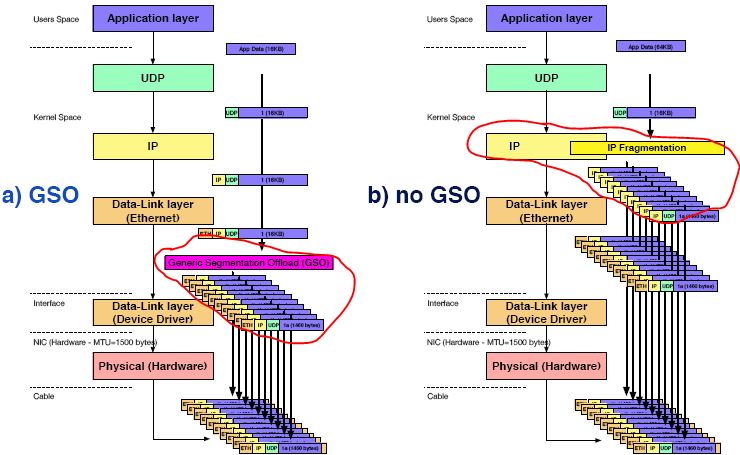 Users Space
Application layer
App Data (16KB)
UDP
UDP 1 (16KB)
Kernel Space
IP
IP UDP 1 (16KB)
a) GSO
Data-Link layer
(Ethernet)
ETH IP UDP 1 (16KB)
Generic Segmentation Offload (GSO)
Interface
Data-Link layer
(Device Driver)
ETH IP UDP 1a (1460 bytes)
NIC (Hardware - MTU=1500 bytes)
Physical (Hardware)
Cable
ETH IP UDP 1a (1460 bytes)
Users Space
Application layer
App Data (64KB)
UDP
UDP 1 (16KB)
Kernel Space
IP
IP Fragmentation
b) no GSO
Data-Link layer
(Ethernet)
IP UDP 1a (1460 bytes)
ETH IP UDP 1a (1460 bytes)
Interface
Data-Link layer
(Device Driver)
NIC (Hardware - MTU=1500 bytes)
Physical (Hardware)
Cable
ETH IP UDP 1a (1460 bytes)